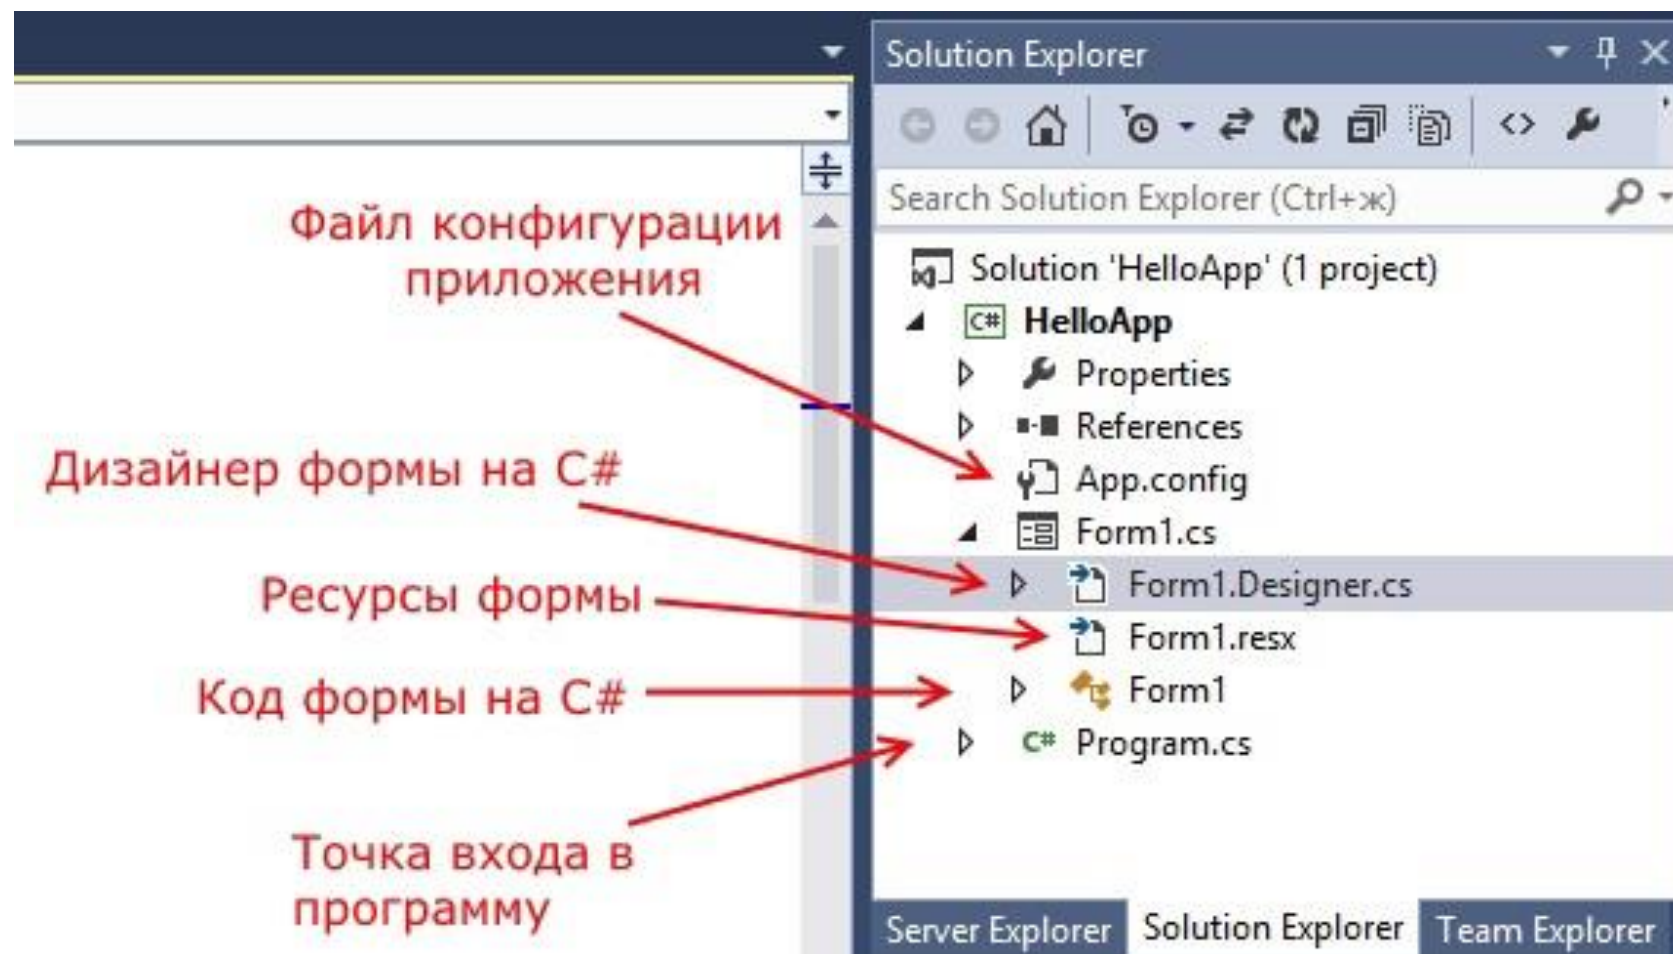 Solution Explorer
Search Solution Explorer (Ctrl+ж)
Файл конфигурации
приложения
Solution 'HelloApp' (1 project)
C# HelloApp
Properties
References
App.config
Дизайнер формы на C#
Form1.cs
Form1.Designer.cs
Ресурсы формы
Form1.resx
Код формы на C#
Form1
C# Program.cs
Точка входа в
программу
Server Explorer Solution Explorer Team Explorer